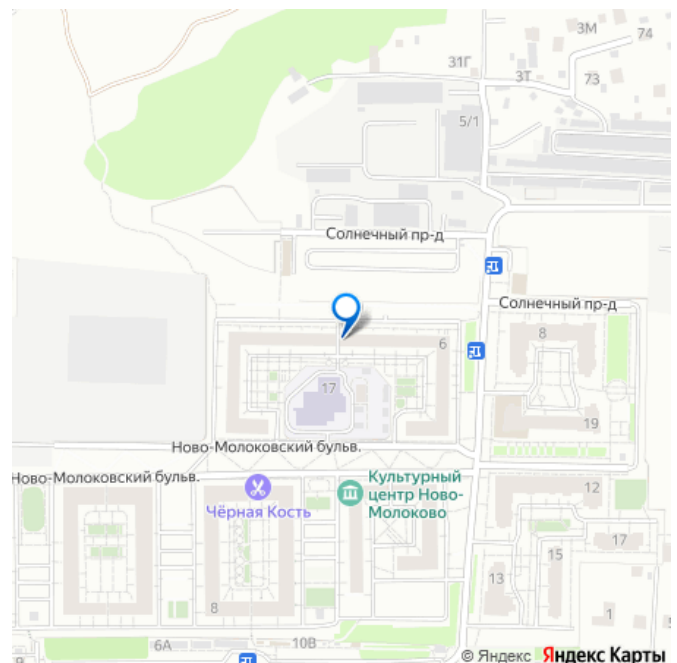 3М
74
31Г
3Т
73
5/1
Солнечный пр-д
Солнечный пр-д
8
6
17
19
Ново-Молоковский бульв.
Ново-Молоковский бульв.
Чёрная Кость
Культурный
центр Ново-
Молоково
12
15
17
13
8
1
6А
10В
© Яндекс Яндекс Карты